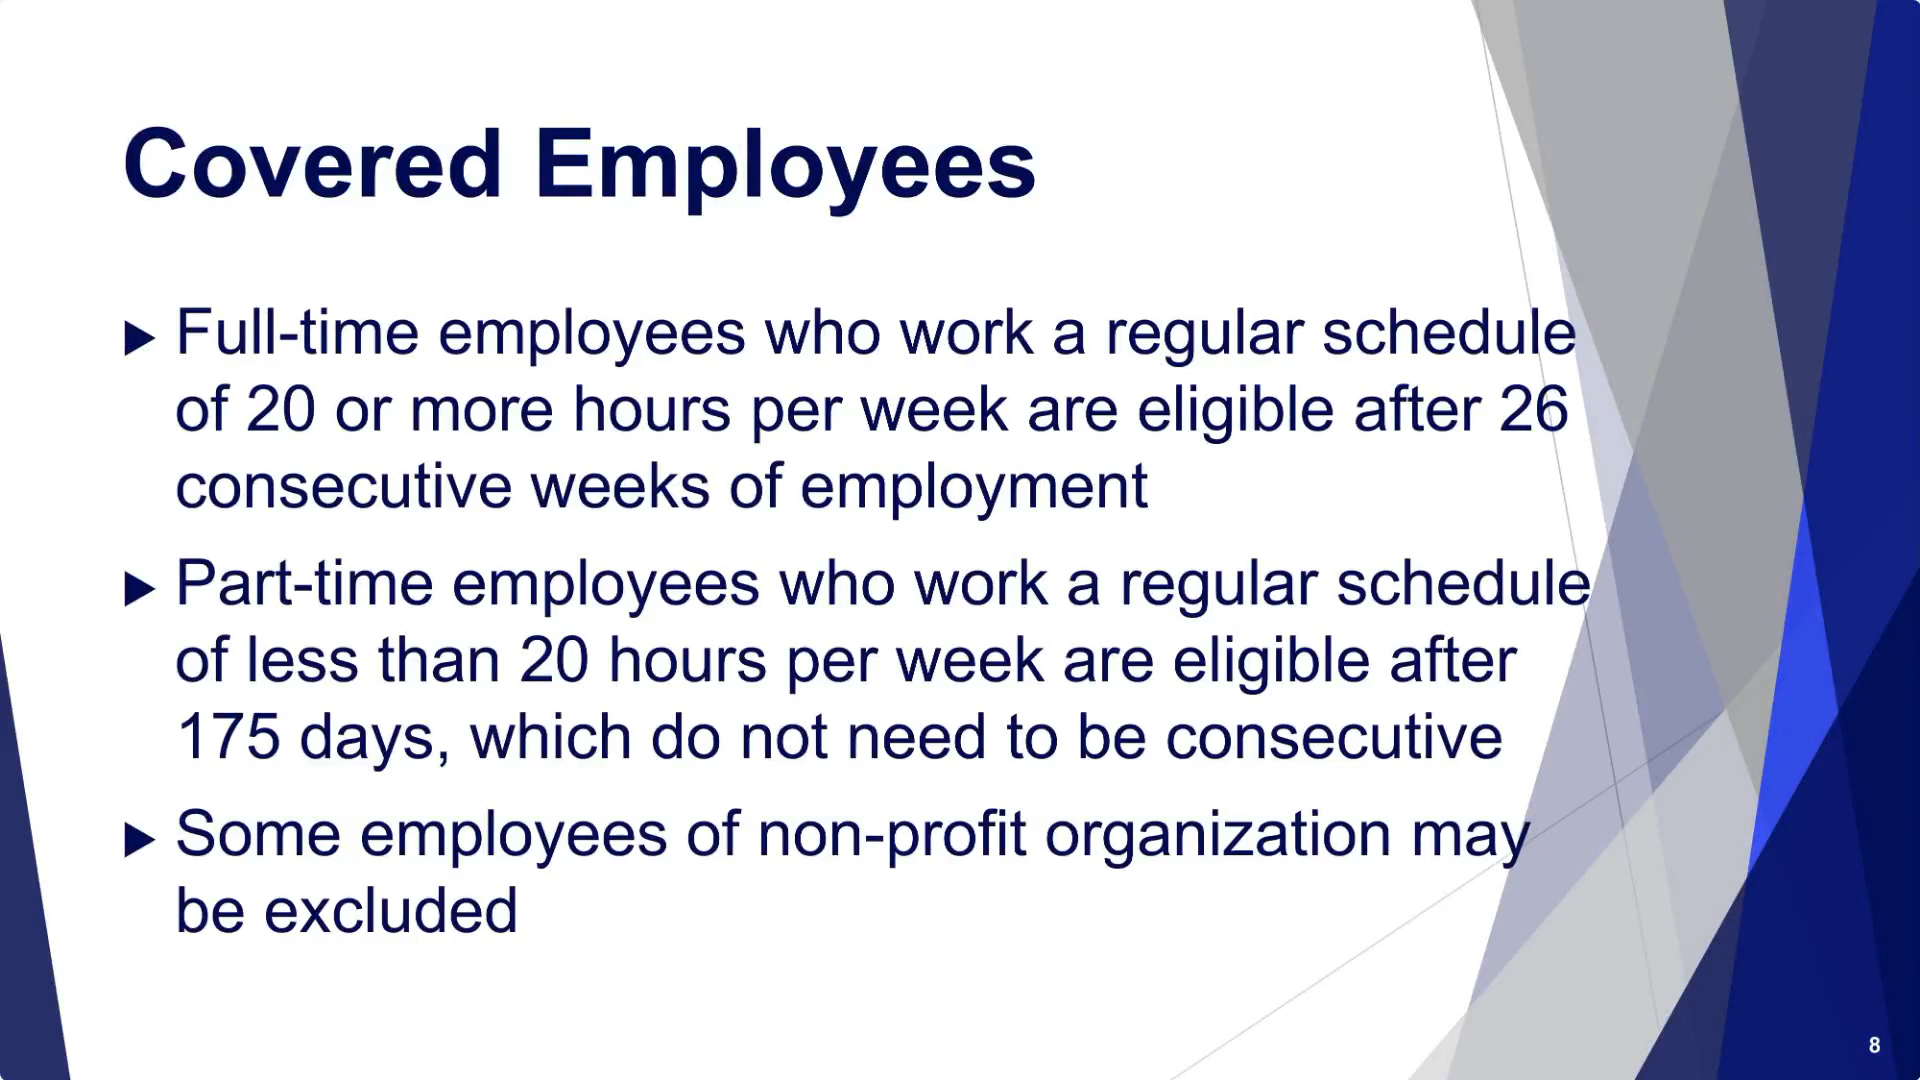 Covered Employees
Full-time employees who work a regular schedule
of 20 or more hours per week are eligible after 26
consecutive weeks of employment
Part-time employees who work a regular schedule
of less than 20 hours per week are eligible after
175 days, which do not need to be consecutive
Some employees of non-profit organization may
be excluded
8